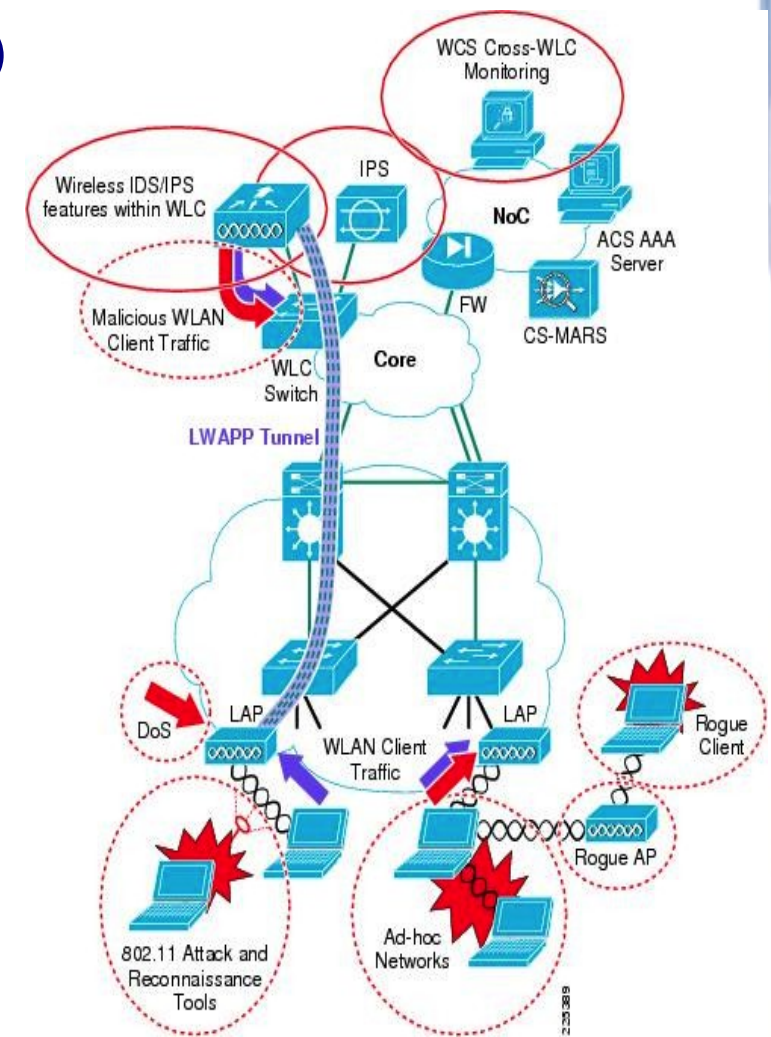 WCS Cross-WLC
Monitoring
Wireless IDS/IPS
features within WLC
IPS
NoC
ACS AAA
Server
FW
CS-MARS
Malicious WLAN
Client Traffic
WLC
Switch
Core
LWAPP Tunnel
DoS
LAP
WLAN Client
Traffic
LAP
Rogue
Client
Rogue AP
802.11 Attack and
Reconnaissance
Tools
Ad-hoc
Networks
225389